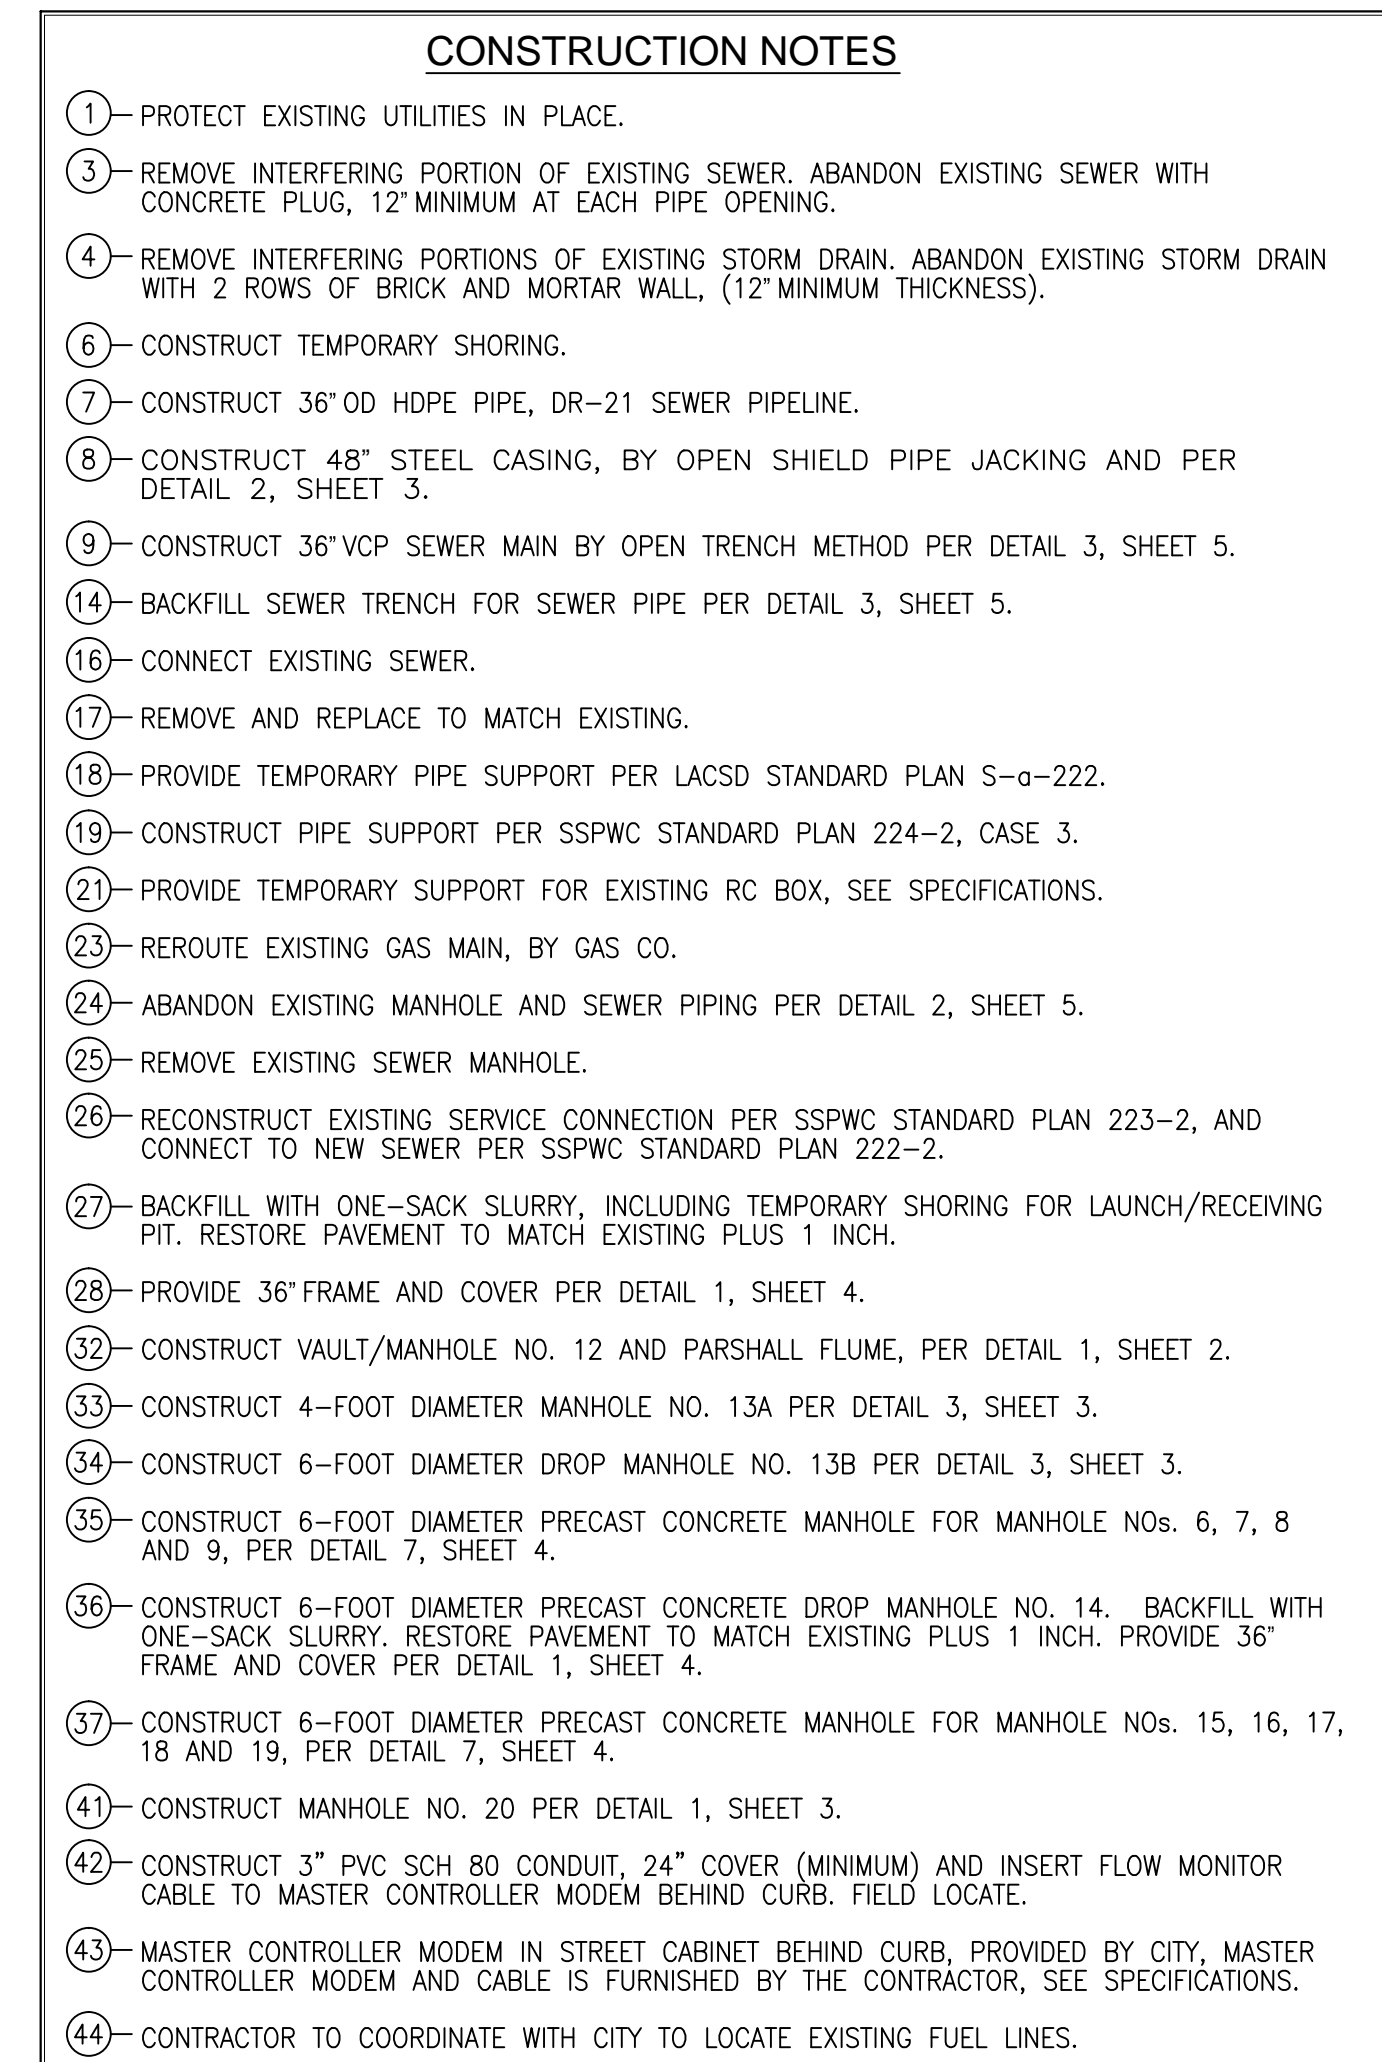 CONSTRUCTION NOTES
1 PROTECT EXISTING UTILITIES IN PLACE.
3 REMOVE INTERFERING PORTION OF EXISTING SEWER. ABANDON EXISTING SEWER WITH
CONCRETE PLUG, 12" MINIMUM AT EACH PIPE OPENING.
4 REMOVE INTERFERING PORTIONS OF EXISTING STORM DRAIN. ABANDON EXISTING STORM DRAIN
WITH 2 ROWS OF BRICK AND MORTAR WALL, (12" MINIMUM THICKNESS).
6 CONSTRUCT TEMPORARY SHORING.
7 CONSTRUCT 36" OD HDPE PIPE, DR-21 SEWER PIPELINE.
8 CONSTRUCT 48" STEEL CASING, BY OPEN SHIELD PIPE JACKING AND PER
DETAIL 2, SHEET 3.
9 CONSTRUCT 36" VCP SEWER MAIN BY OPEN TRENCH METHOD PER DETAIL 3, SHEET 5.
14 BACKFILL SEWER TRENCH FOR SEWER PIPE PER DETAIL 3, SHEET 5.
16 CONNECT EXISTING SEWER.
17 REMOVE AND REPLACE TO MATCH EXISTING.
18 PROVIDE TEMPORARY PIPE SUPPORT PER LACSD STANDARD PLAN S-a-222.
19 CONSTRUCT PIPE SUPPORT PER SSPWC STANDARD PLAN 224-2, CASE 3.
21 PROVIDE TEMPORARY SUPPORT FOR EXISTING RC BOX, SEE SPECIFICATIONS.
23 REROUTE EXISTING GAS MAIN, BY GAS CO.
24 ABANDON EXISTING MANHOLE AND SEWER PIPING PER DETAIL 2, SHEET 5.
25 REMOVE EXISTING SEWER MANHOLE.
26 RECONSTRUCT EXISTING SERVICE CONNECTION PER SSPWC STANDARD PLAN 223-2, AND
CONNECT TO NEW SEWER PER SSPWC STANDARD PLAN 222-2.
27 BACKFILL WITH ONE-SACK SLURRY, INCLUDING TEMPORARY SHORING FOR LAUNCH/RECEIVING
PIT. RESTORE PAVEMENT TO MATCH EXISTING PLUS 1 INCH.
28 PROVIDE 36" FRAME AND COVER PER DETAIL 1, SHEET 4.
32 CONSTRUCT VAULT/MANHOLE NO. 12 AND PARSHALL FLUME, PER DETAIL 1, SHEET 2.
33 CONSTRUCT 4-FOOT DIAMETER MANHOLE NO. 13A PER DETAIL 3, SHEET 3.
34 CONSTRUCT 6-FOOT DIAMETER DROP MANHOLE NO. 13B PER DETAIL 3, SHEET 3.
35 CONSTRUCT 6-FOOT DIAMETER PRECAST CONCRETE MANHOLE FOR MANHOLE NOs. 6, 7, 8
AND 9, PER DETAIL 7, SHEET 4.
36 CONSTRUCT 6-FOOT DIAMETER PRECAST CONCRETE DROP MANHOLE NO. 14. BACKFILL WITH
ONE-SACK SLURRY. RESTORE PAVEMENT TO MATCH EXISTING PLUS 1 INCH. PROVIDE 36"
FRAME AND COVER PER DETAIL 1, SHEET 4.
37 CONSTRUCT 6-FOOT DIAMETER PRECAST CONCRETE MANHOLE FOR MANHOLE NOs. 15, 16, 17,
18 AND 19, PER DETAIL 7, SHEET 4.
41 CONSTRUCT MANHOLE NO. 20 PER DETAIL 1, SHEET 3.
42 CONSTRUCT 3" PVC SCH 80 CONDUIT, 24" COVER (MINIMUM) AND INSERT FLOW MONITOR
CABLE TO MASTER CONTROLLER MODEM BEHIND CURB. FIELD LOCATE.
43 MASTER CONTROLLER MODEM IN STREET CABINET BEHIND CURB, PROVIDED BY CITY, MASTER
CONTROLLER MODEM AND CABLE IS FURNISHED BY THE CONTRACTOR, SEE SPECIFICATIONS.
44 CONTRACTOR TO COORDINATE WITH CITY TO LOCATE EXISTING FUEL LINES.